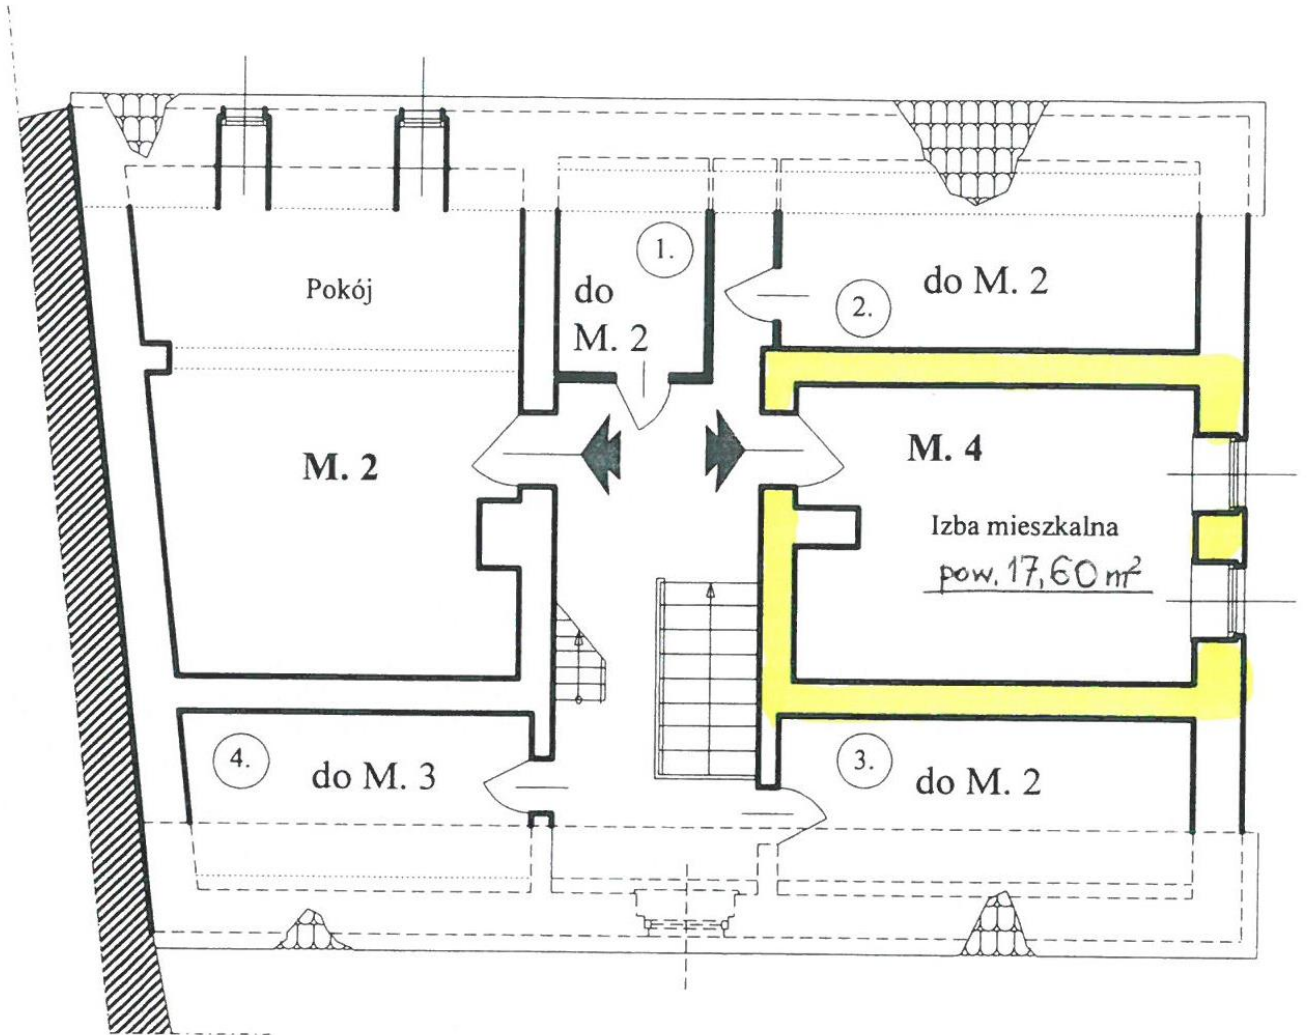 Pokój
M. 2
1.
do
M. 2
2.
do M. 2
M. 4
Izba mieszkalna
pow. 17,60 m²
4.
do M. 3
3.
do M. 2